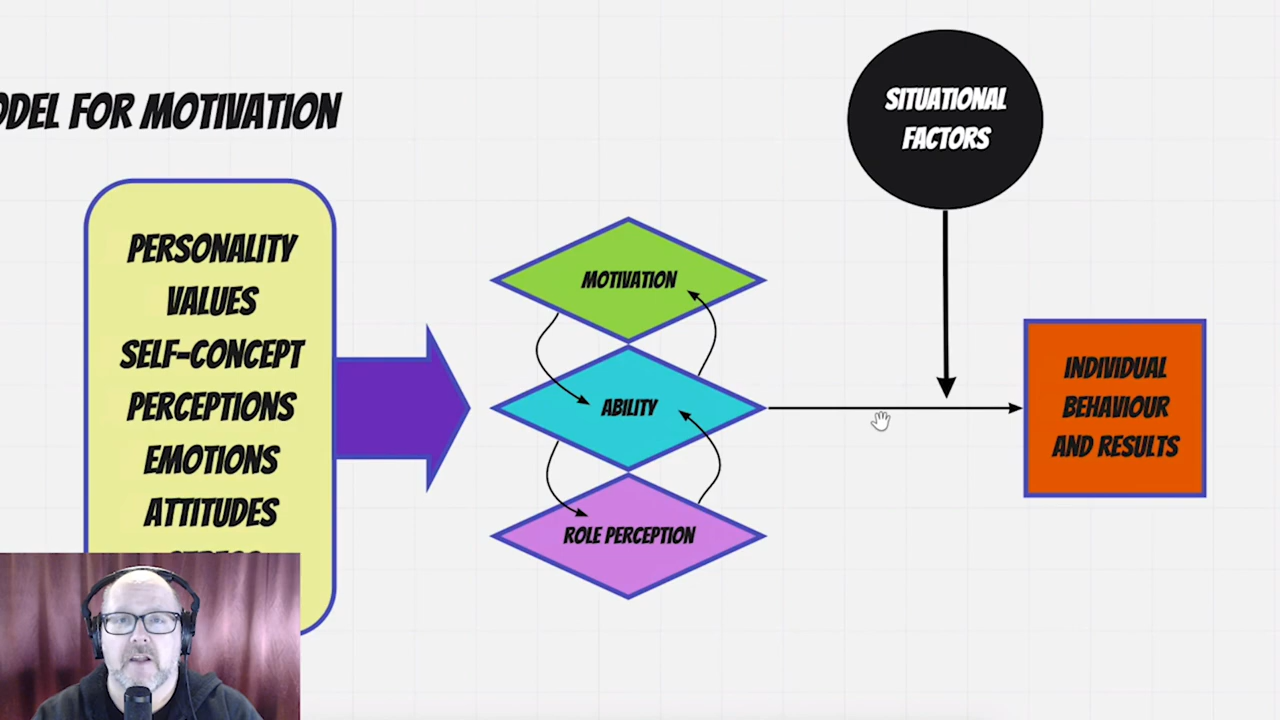 MODEL FOR MOTIVATION
PERSONALITY
VALUES
SELF-CONCEPT
PERCEPTIONS
EMOTIONS
ATTITUDES
MOTIVATION
ABILITY
ROLE PERCEPTION
SITUATIONAL
FACTORS
INDIVIDUAL
BEHAVIOUR
AND RESULTS